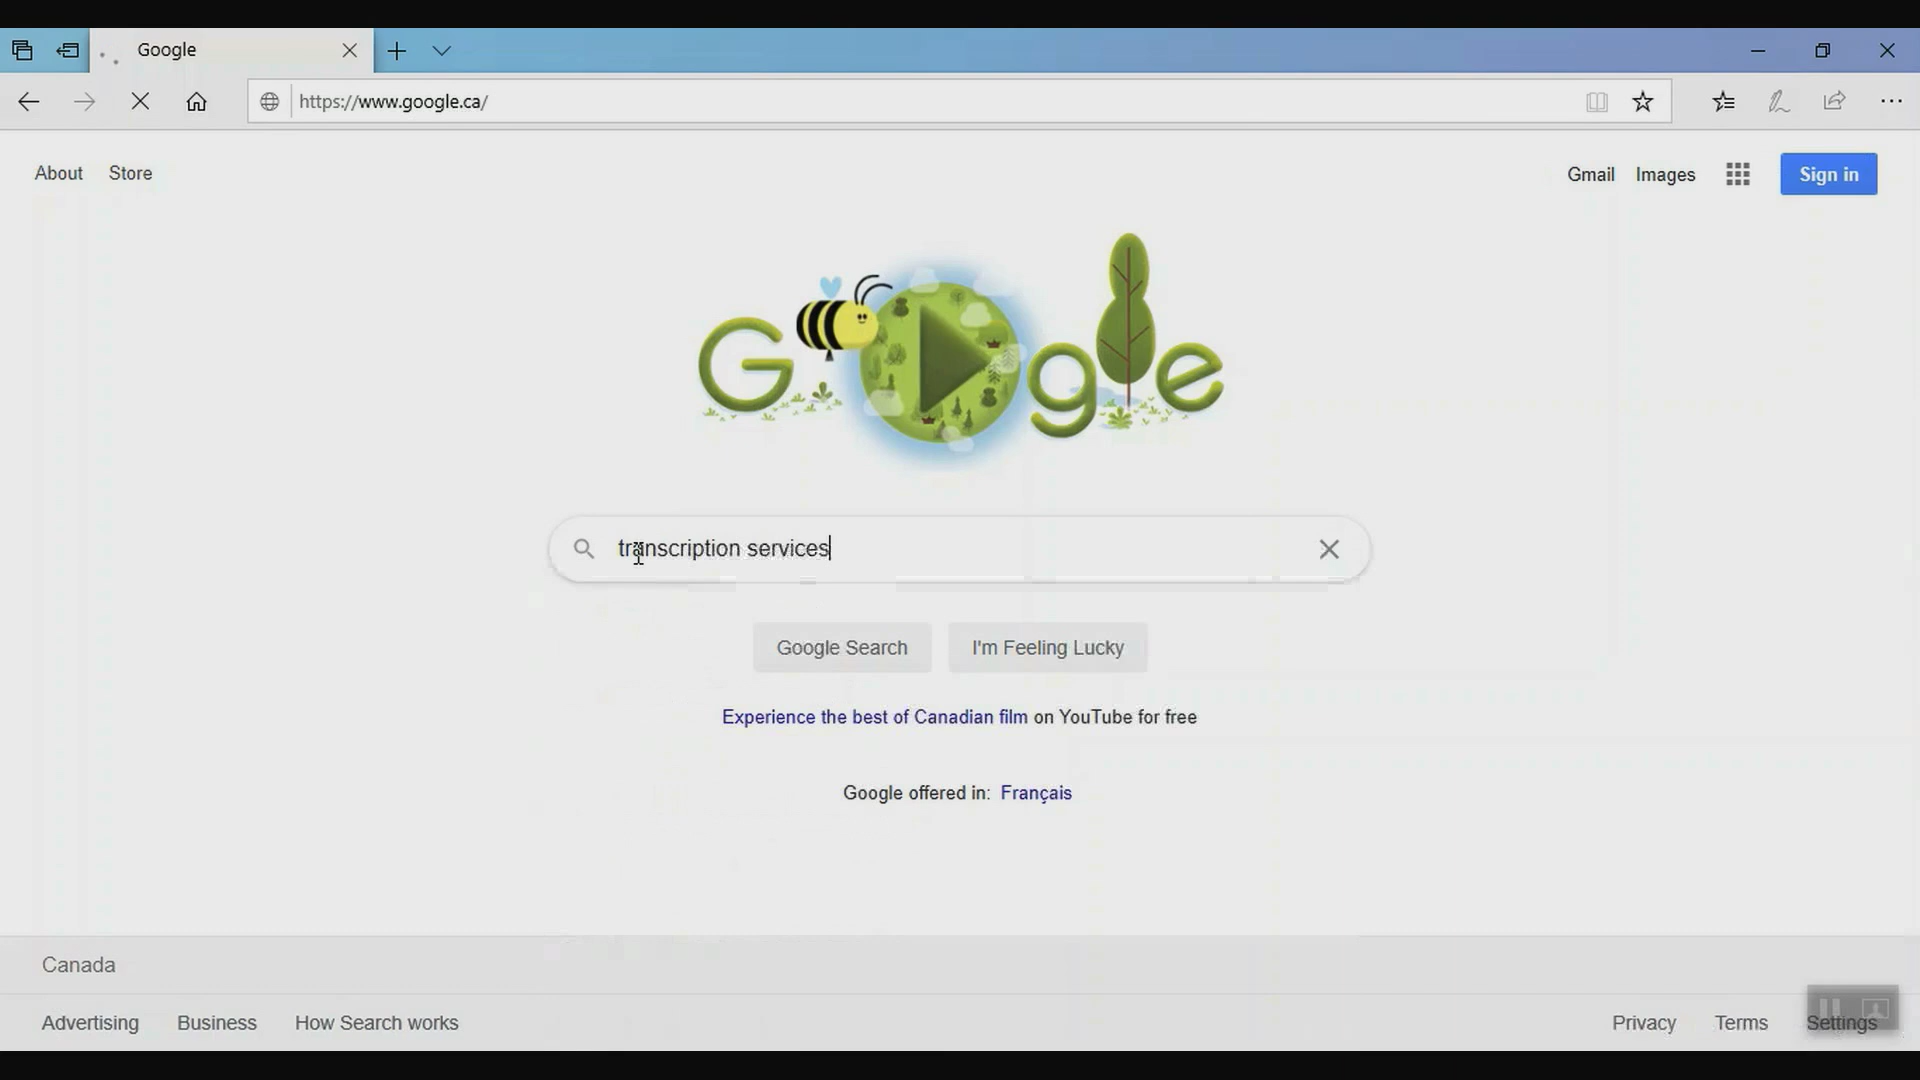 Google
https://www.google.ca/
About Store
Gmail Images Sign in
Google
transcription services
Google Search I'm Feeling Lucky
Experience the best of Canadian film on YouTube for free
Google offered in: Français
Canada
Advertising Business How Search works
Privacy Terms Settings